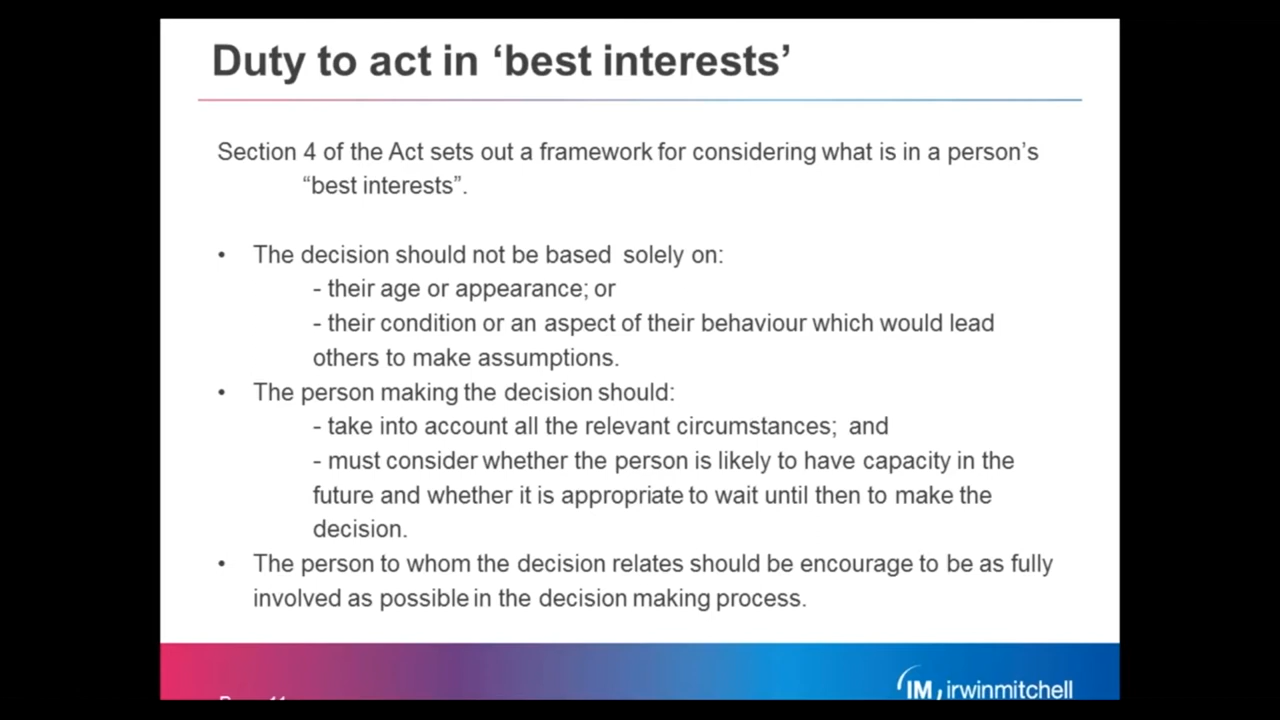 Duty to act in ‘best interests’
Section 4 of the Act sets out a framework for considering what is in a person’s
“best interests”.
• The decision should not be based solely on:
- their age or appearance; or
- their condition or an aspect of their behaviour which would lead
others to make assumptions.
• The person making the decision should:
- take into account all the relevant circumstances; and
- must consider whether the person is likely to have capacity in the
future and whether it is appropriate to wait until then to make the
decision.
• The person to whom the decision relates should be encourage to be as fully
involved as possible in the decision making process.
IM irwinmitchell